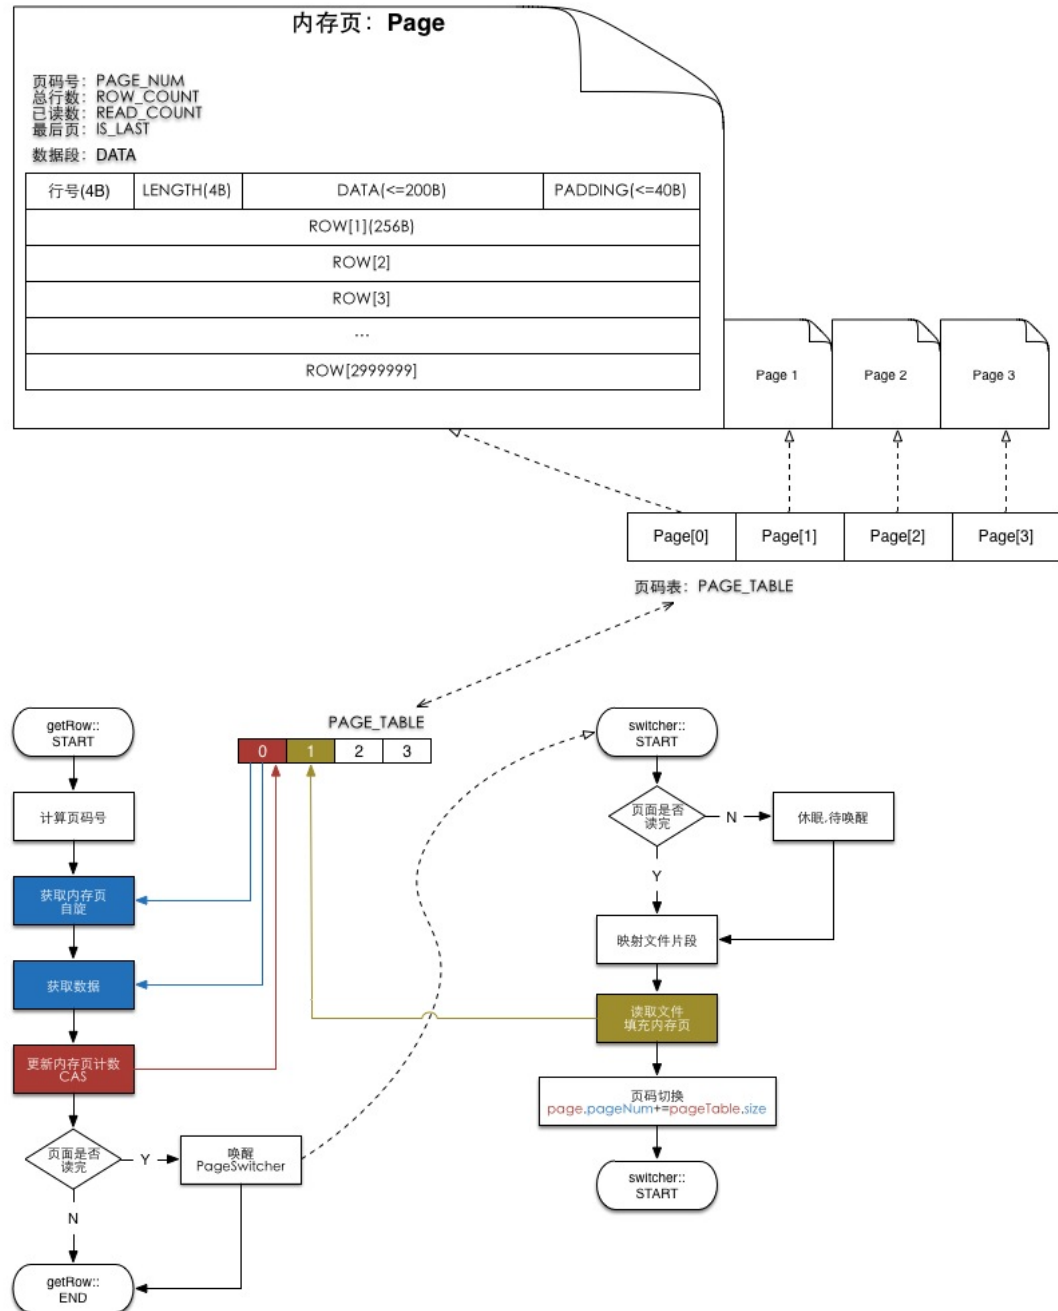 内存页：Page
页码号：PAGE_NUM
总行数：ROW_COUNT
已读数：READ_COUNT
最后页：IS_LAST
数据段：DATA
行号(4B)
LENGTH(4B)
DATA(<=200B)
PADDING(<=40B)
ROW[1](256B)
ROW[2]
ROW[3]
...
ROW[2999999]
Page 1
Page 2
Page 3
Page[0]
Page[1]
Page[2]
Page[3]
页码表：PAGE_TABLE
getRow::
START
计算页码号
获取内存页
自旋
获取数据
更新内存页计数
CAS
页面是否
读完
Y
唤醒
PageSwitcher
N
getRow::
END
PAGE_TABLE
0
1
2
3
switcher::
START
页面是否
读完
N
休眠,待唤醒
Y
映射文件片段
读取文件
填充内存页
页码切换
page.pageNum+=pageTable.size
switcher::
START